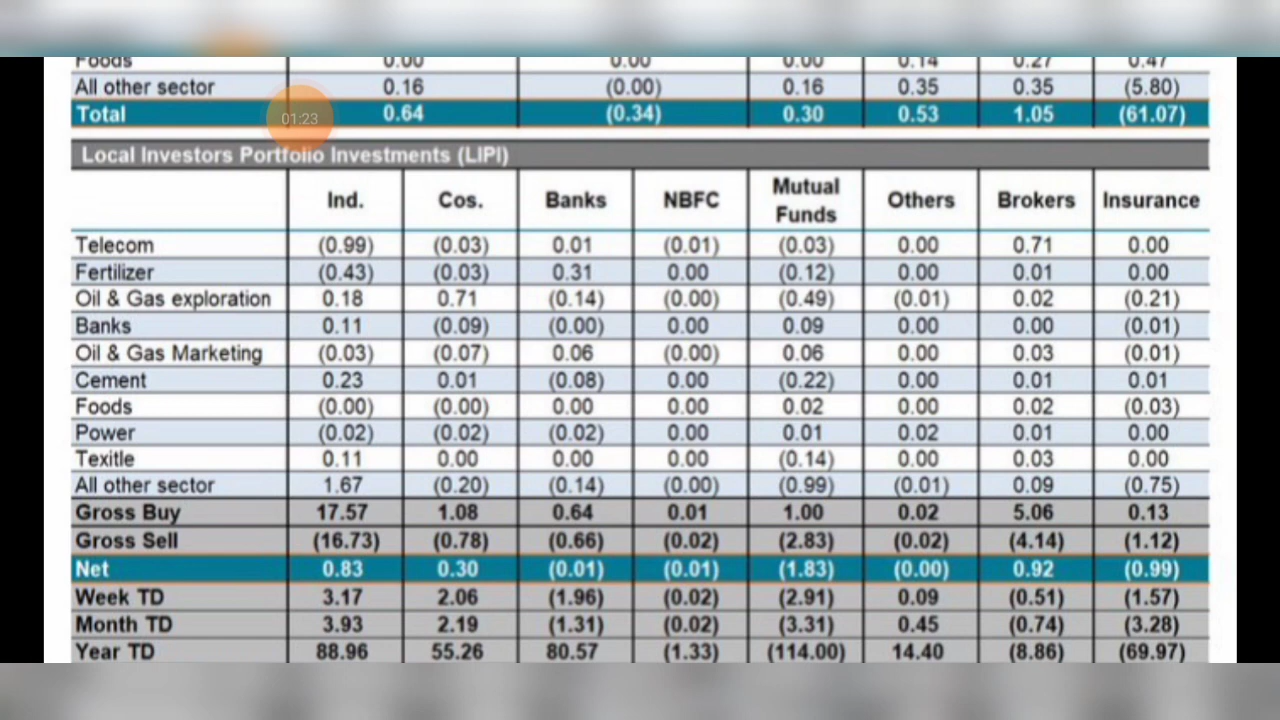 Foods 0.00 0.00 0.00 0.14 0.27 0.47
All other sector 0.16 (0.00) 0.16 0.35 0.35 (5.80)
Total 0.64 (0.34) 0.30 0.53 1.05 (61.07)
01:23
Local Investors Portfolio Investments (LIPI)
Ind. Cos. Banks NBFC Mutual Funds Others Brokers Insurance
Telecom (0.99) (0.03) 0.01 (0.01) (0.03) 0.00 0.71 0.00
Fertilizer (0.43) (0.03) 0.31 0.00 (0.12) 0.00 0.01 0.00
Oil & Gas exploration 0.18 0.71 (0.14) (0.00) (0.49) (0.01) 0.02 (0.21)
Banks 0.11 (0.09) (0.00) 0.00 0.09 0.00 0.00 (0.01)
Oil & Gas Marketing (0.03) (0.07) 0.06 (0.00) 0.06 0.00 0.03 (0.01)
Cement 0.23 0.01 (0.08) 0.00 (0.22) 0.00 0.01 0.01
Foods (0.00) (0.00) 0.00 0.00 0.02 0.00 0.02 (0.03)
Power (0.02) (0.02) (0.02) 0.00 0.01 0.02 0.01 0.00
Texitle 0.11 0.00 0.00 0.00 (0.14) 0.00 0.03 0.00
All other sector 1.67 (0.20) (0.14) (0.00) (0.99) (0.01) 0.09 (0.75)
Gross Buy 17.57 1.08 0.64 0.01 1.00 0.02 5.06 0.13
Gross Sell (16.73) (0.78) (0.66) (0.02) (2.83) (0.02) (4.14) (1.12)
Net 0.83 0.30 (0.01) (0.01) (1.83) (0.00) 0.92 (0.99)
Week TD 3.17 2.06 (1.96) (0.02) (2.91) 0.09 (0.51) (1.57)
Month TD 3.93 2.19 (1.31) (0.02) (3.31) 0.45 (0.74) (3.28)
Year TD 88.96 55.26 80.57 (1.33) (114.00) 14.40 (8.86) (69.97)